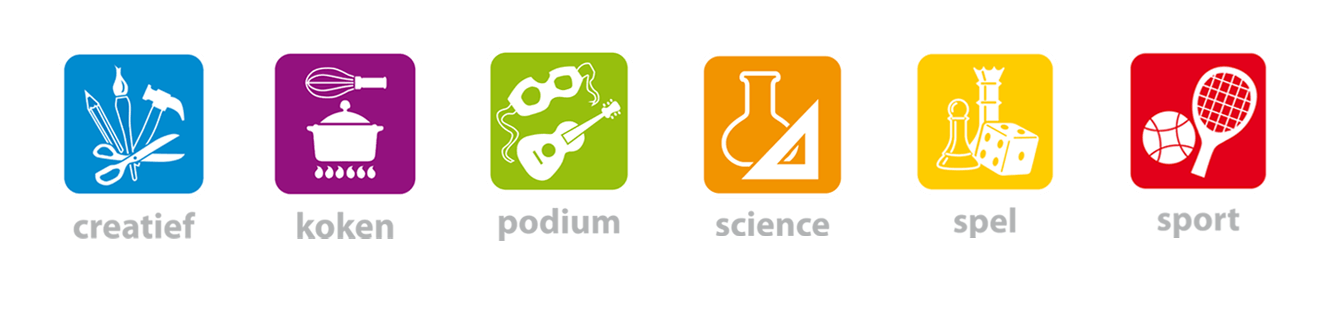 creatief
koken
podium
science
spel
sport